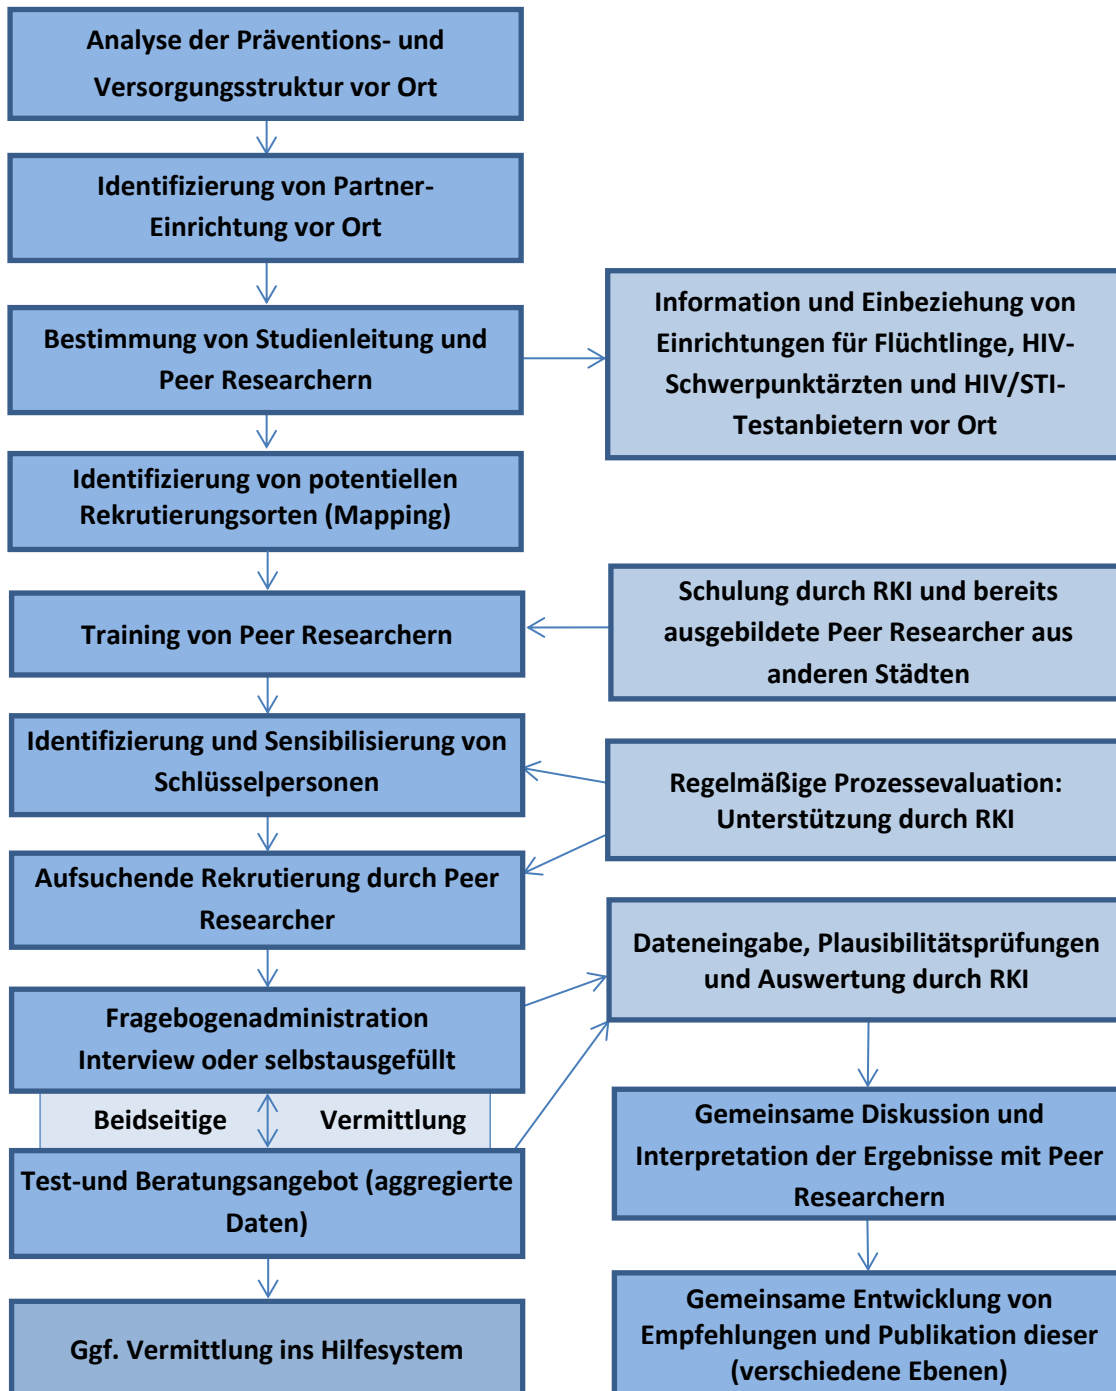 Analyse der Präventions- und
Versorgungsstruktur vor Ort
Identifizierung von Partner-
Einrichtung vor Ort
Bestimmung von Studienleitung und
Peer Researchern
Information und Einbeziehung von
Einrichtungen für Flüchtlinge, HIV-
Schwerpunktärzten und HIV/STI-
Testanbietern vor Ort
Identifizierung von potentiellen
Rekrutierungsorten (Mapping)
Training von Peer Researchern
Schulung durch RKI und bereits
ausgebildete Peer Researcher aus
anderen Städten
Identifizierung und Sensibilisierung von
Schlüsselpersonen
Regelmäßige Prozessevaluation:
Unterstützung durch RKI
Aufsuchende Rekrutierung durch Peer
Researcher
Dateneingabe, Plausibilitätsprüfungen
und Auswertung durch RKI
Fragebogenadministration
Interview oder selbstausgefüllt
Beidseitige Vermittlung
Test-und Beratungsangebot (aggregierte
Daten)
Gemeinsame Diskussion und
Interpretation der Ergebnisse mit Peer
Researchern
Ggf. Vermittlung ins Hilfesystem
Gemeinsame Entwicklung von
Empfehlungen und Publikation dieser
(verschiedene Ebenen)